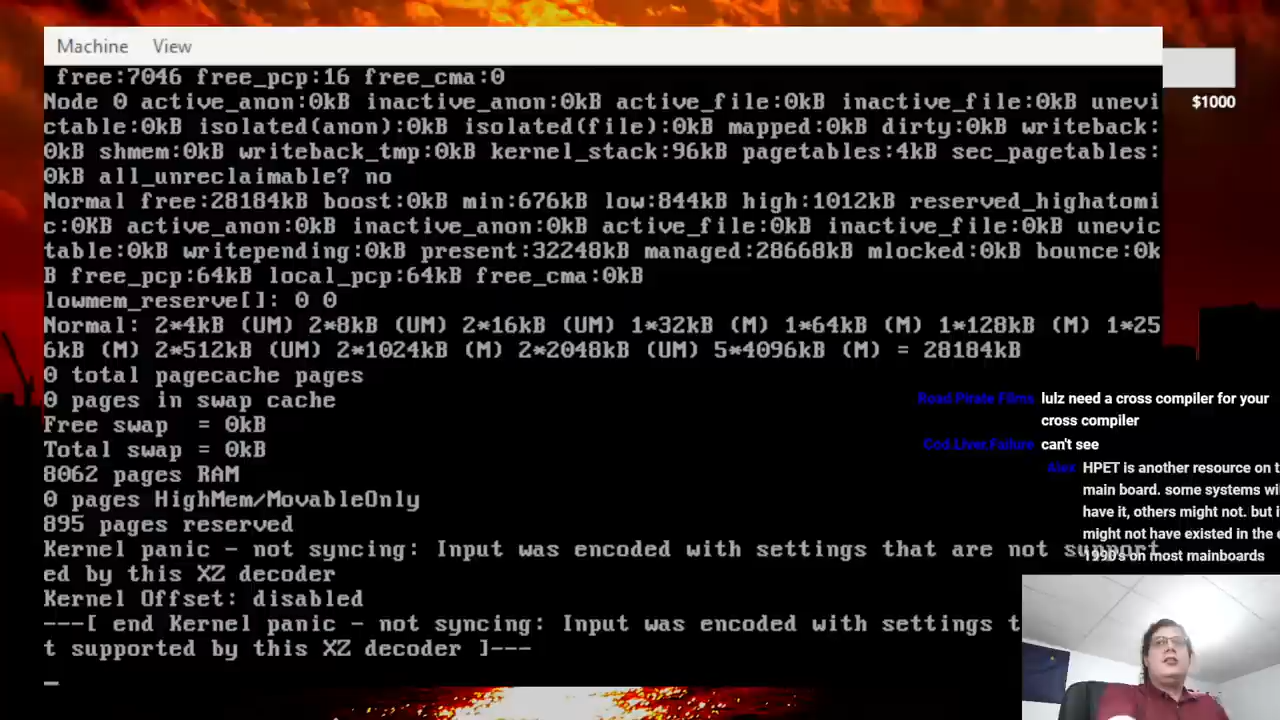 Machine View
free:7046 free_pcp:16 free_cma:0
Node 0 active_anon:0kB inactive_anon:0kB active_file:0kB inactive_file:0kB unevi
ctable:0kB isolated(anon):0kB isolated(file):0kB mapped:0kB dirty:0kB writeback:
0kB shmem:0kB writeback_tmp:0kB kernel_stack:96kB pagetables:4kB sec_pagetables:
0kB all_unreclaimable? no
Normal free:28184kB boost:0kB min:676kB low:844kB high:1012kB reserved_highatomi
c:0KB active_anon:0kB inactive_anon:0kB active_file:0kB inactive_file:0kB unevic
table:0kB writepending:0kB present:32248kB managed:28668kB mlocked:0kB bounce:0k
B free_pcp:64kB local_pcp:64kB free_cma:0kB
lowmem_reserve[]: 0 0
Normal: 2*4kB (UM) 2*8kB (UM) 2*16kB (UM) 1*32kB (M) 1*64kB (M) 1*128kB (M) 1*25
6kB (M) 2*512kB (UM) 2*1024kB (M) 2*2048kB (UM) 5*4096kB (M) = 28184kB
0 total pagecache pages
0 pages in swap cache
Free swap = 0kB
Total swap = 0kB
8062 pages RAM
0 pages HighMem/MovableOnly
895 pages reserved
Kernel panic - not syncing: Input was encoded with settings that are not support
ed by this XZ decoder
Kernel Offset: disabled
---[ end Kernel panic - not syncing: Input was encoded with settings t
t supported by this XZ decoder ]---
$1000
Road Pirate Films lulz need a cross compiler for your
cross compiler
Cod Liver Failure can't see
Alex HPET is another resource on t
main board. some systems wi
have it, others might not. but i
might not have existed in the
1990's on most mainboards